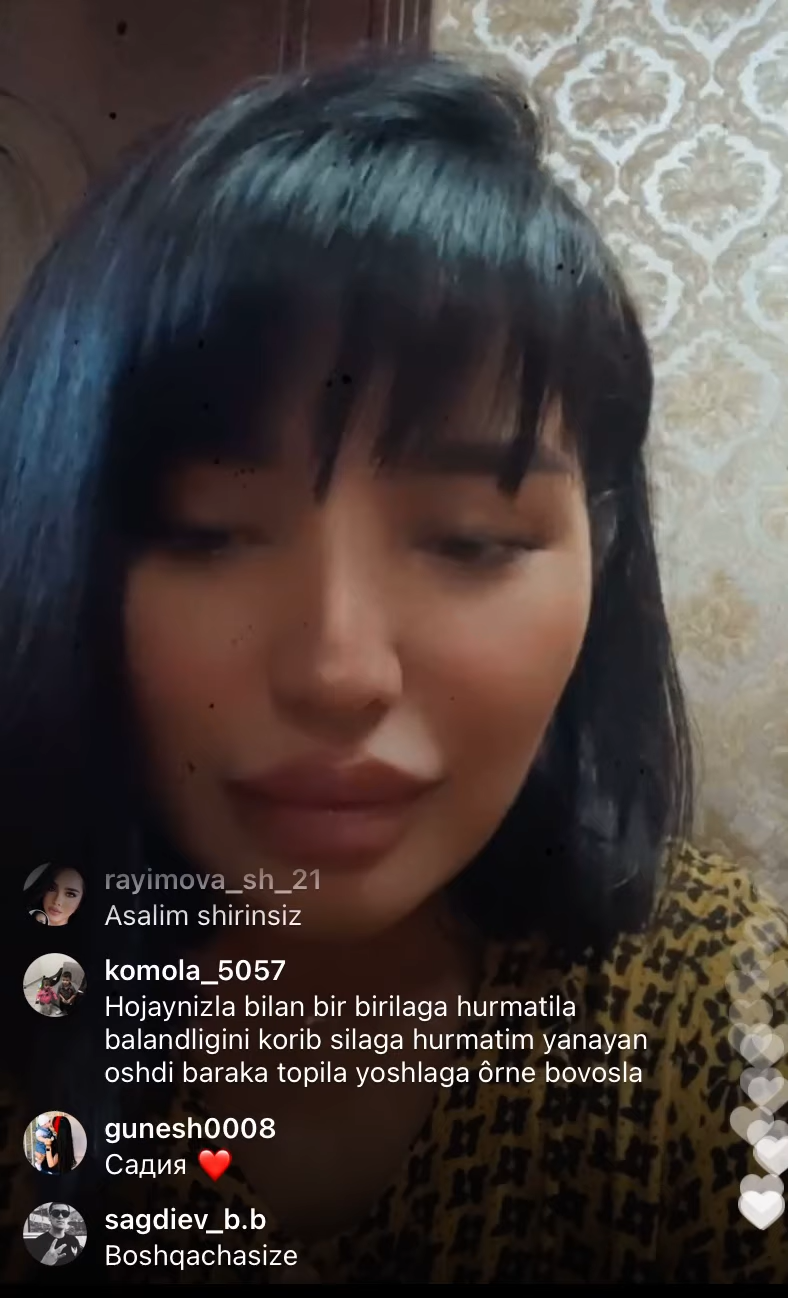 rayimova_sh_21
Asalim shirinsiz
komola_5057
Hojaynizla bilan bir birilaga hurmatila
balandligini korib silaga hurmatim yanayan
oshdi baraka topila yoshlaga ôrne bovosla
gunesh0008
Садия ❤️
sagdiev_b.b
Boshqachasize